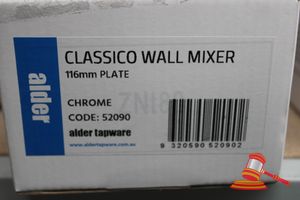 alder
CLASSICO WALL MIXER
116mm PLATE
CHROME
CODE: 52090
alder tapware
www.aldertapware.com.au
9 320590 520902